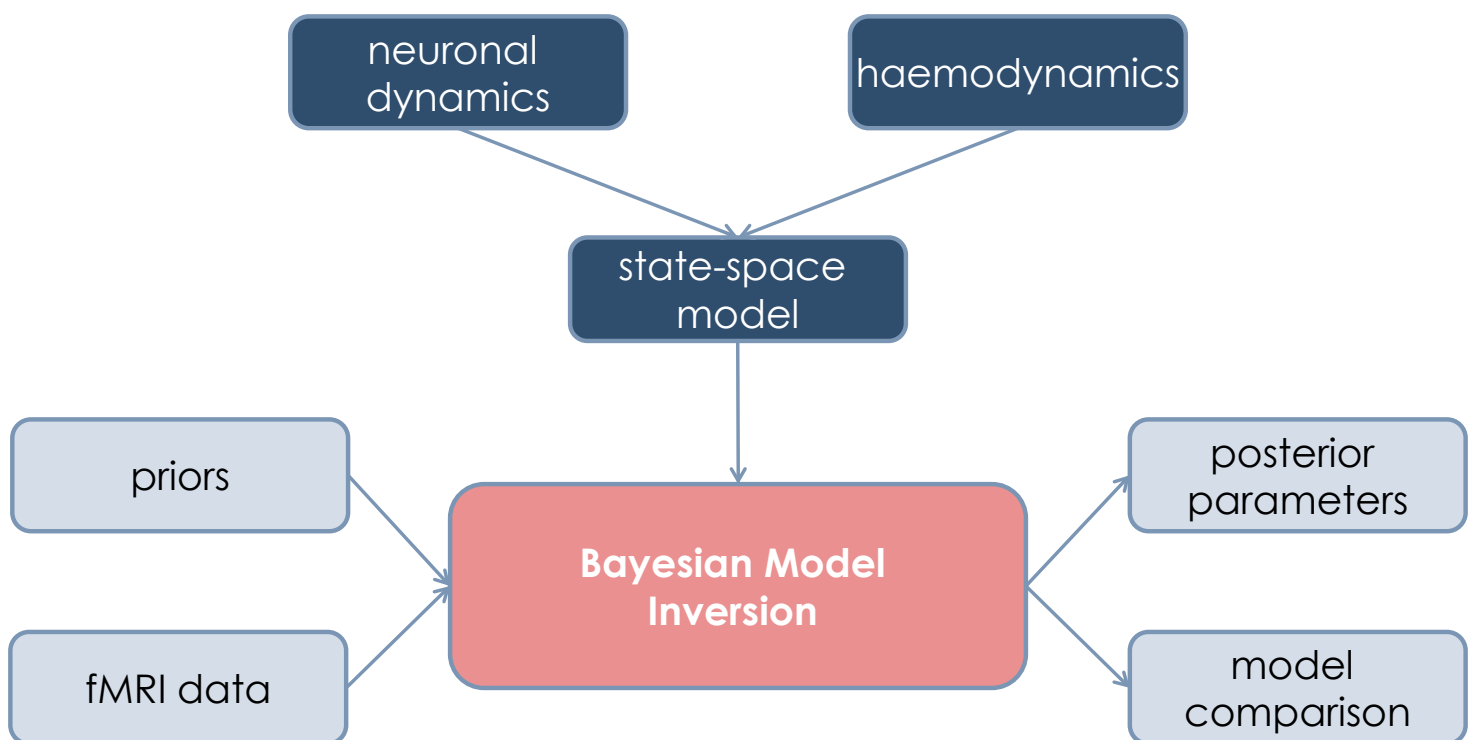 neuronal
dynamics
haemodynamics
state-space
model
priors
fMRI data
Bayesian Model
Inversion
posterior
parameters
model
comparison